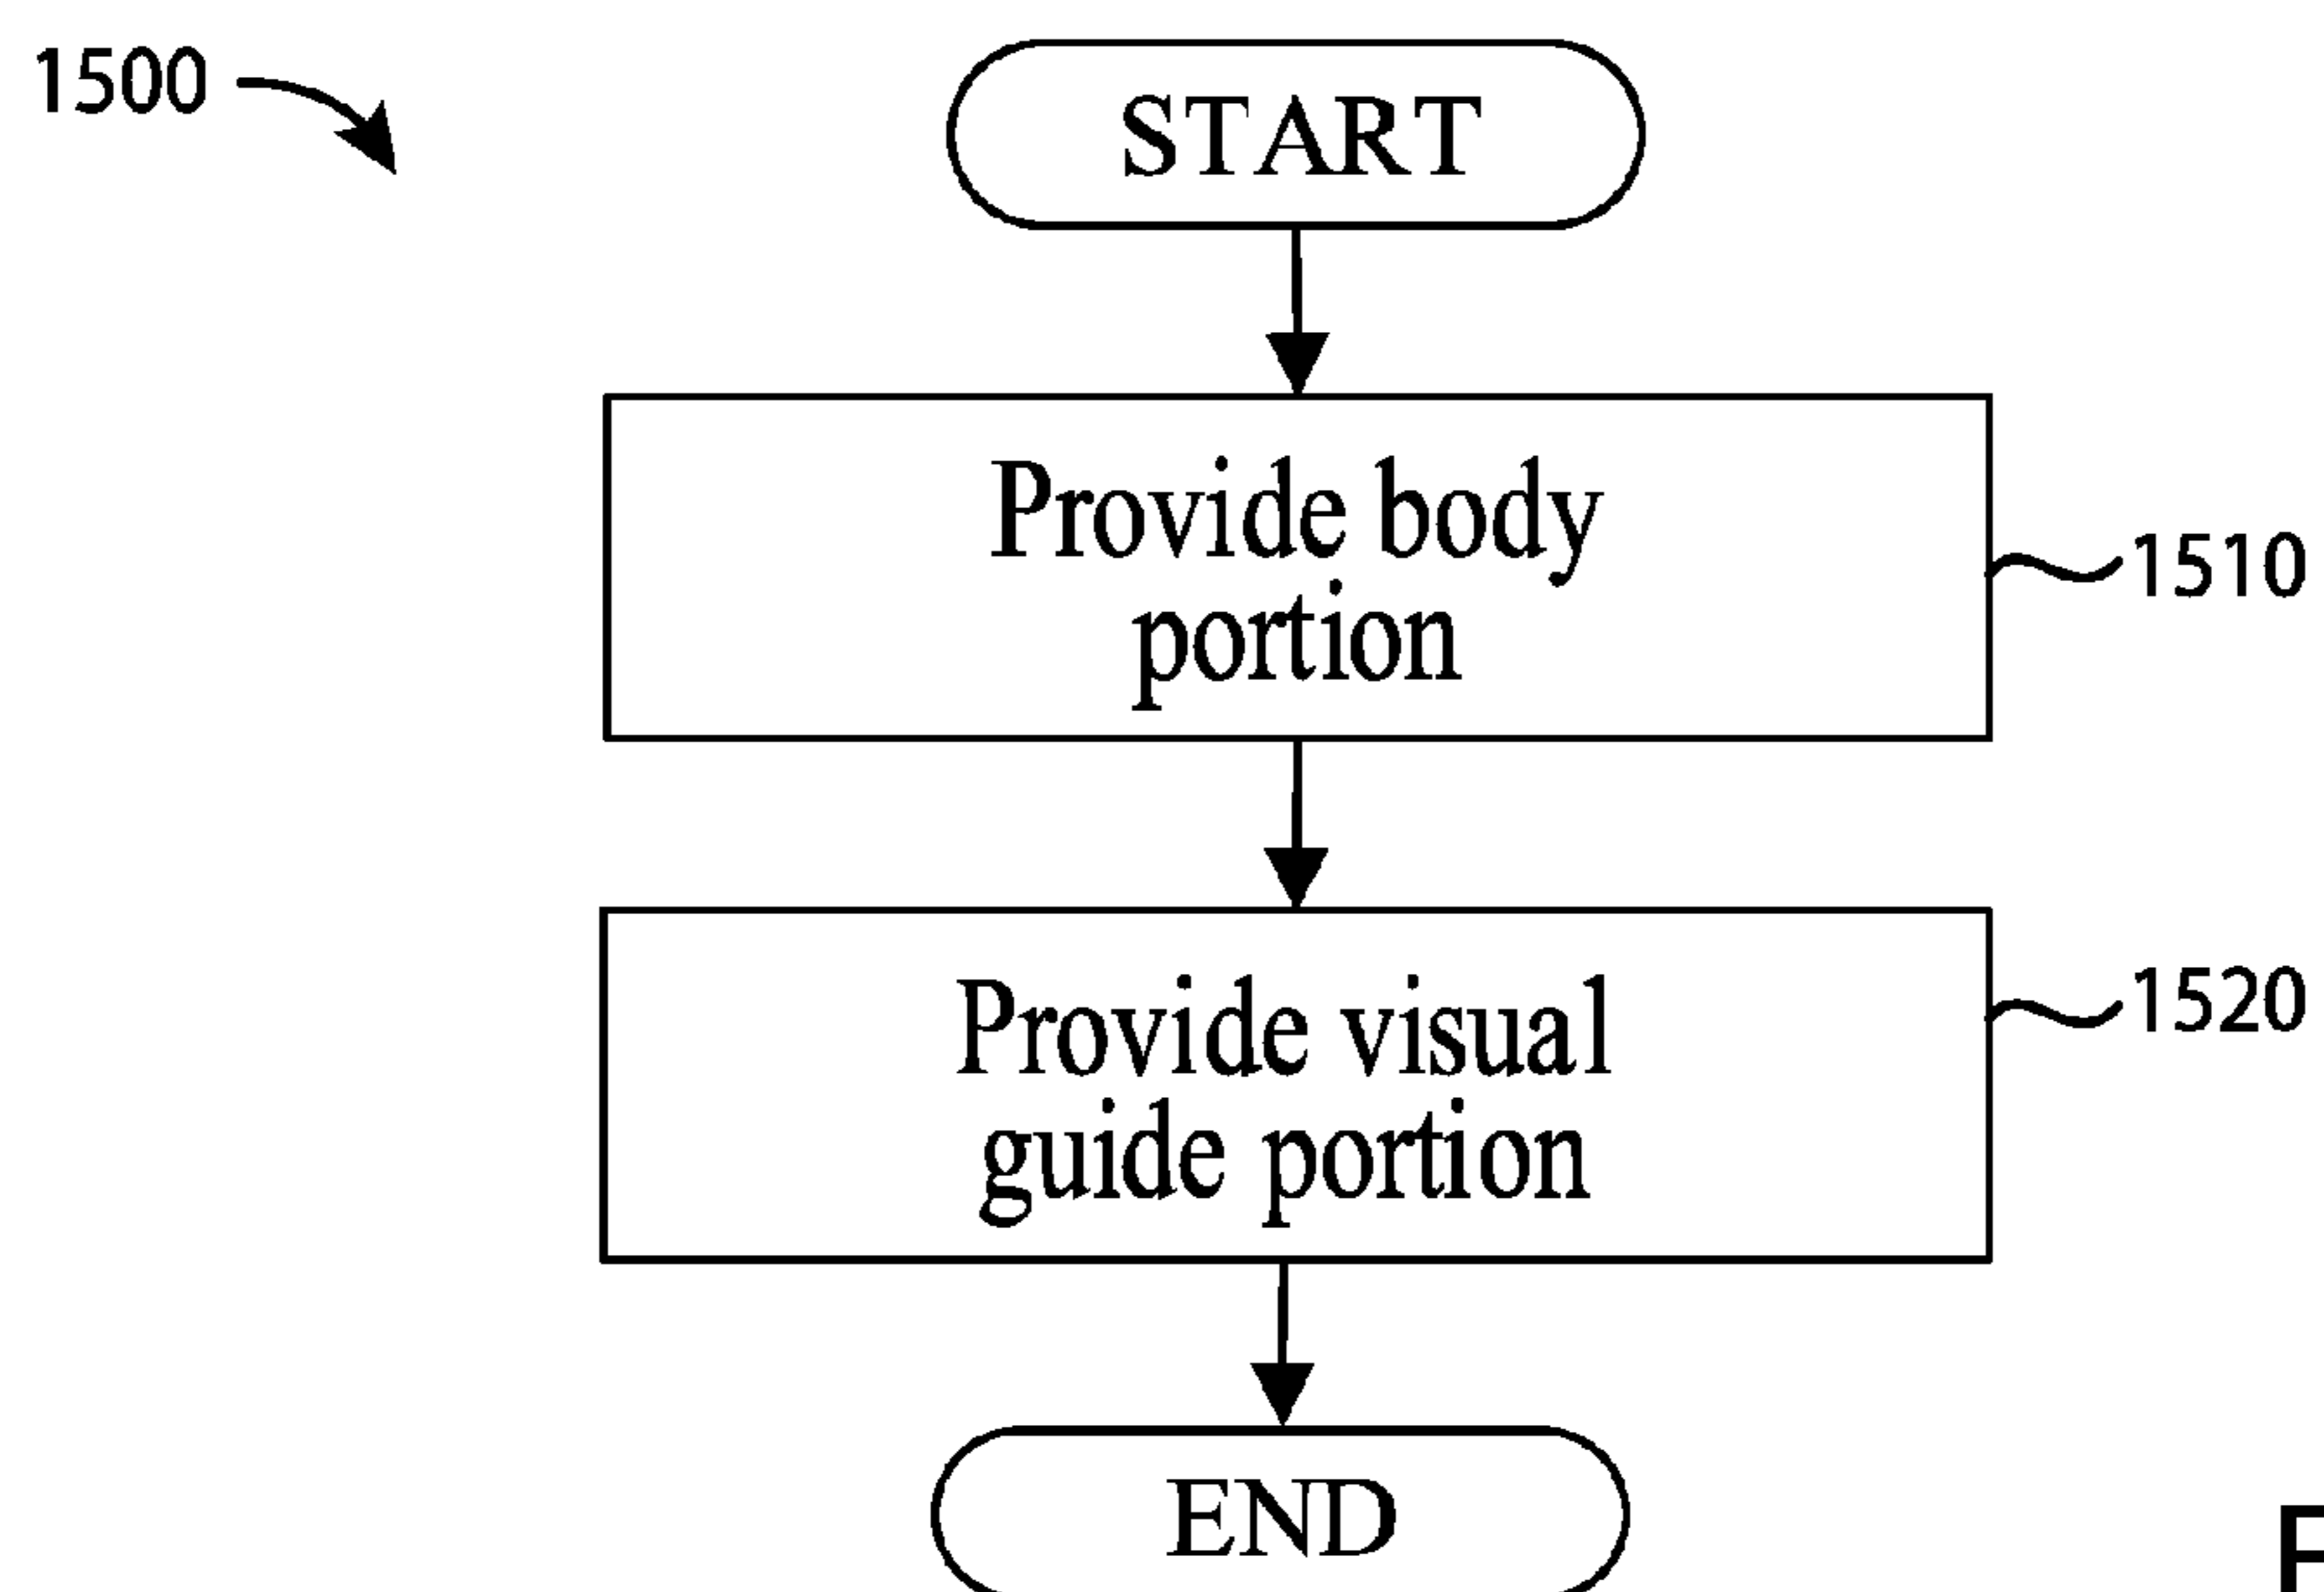 1500
START
Provide body
portion
1510
Provide visual
guide portion
1520
END